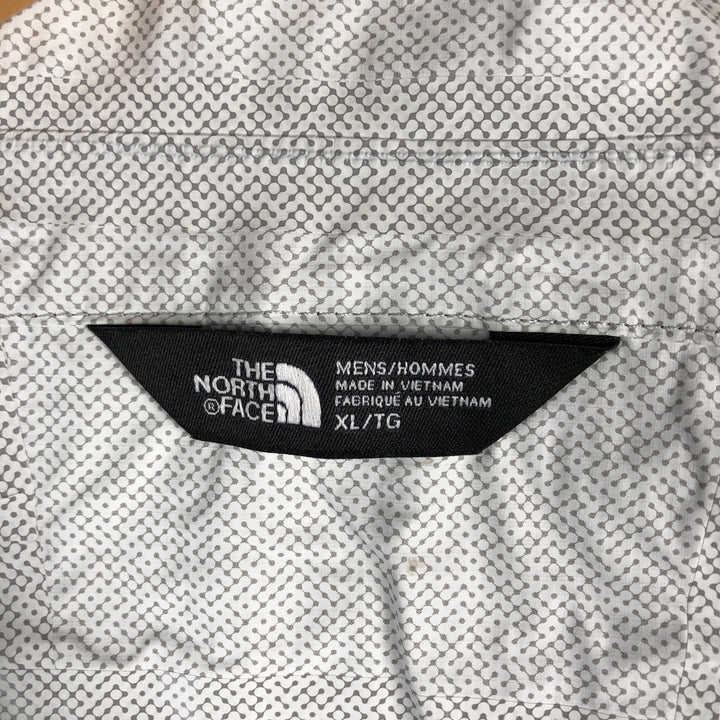 THE
NORTH
®FACE
MENS/HOMMES
MADE IN VIETNAM
FABRIQUÉ AU VIETNAM
XL/TG